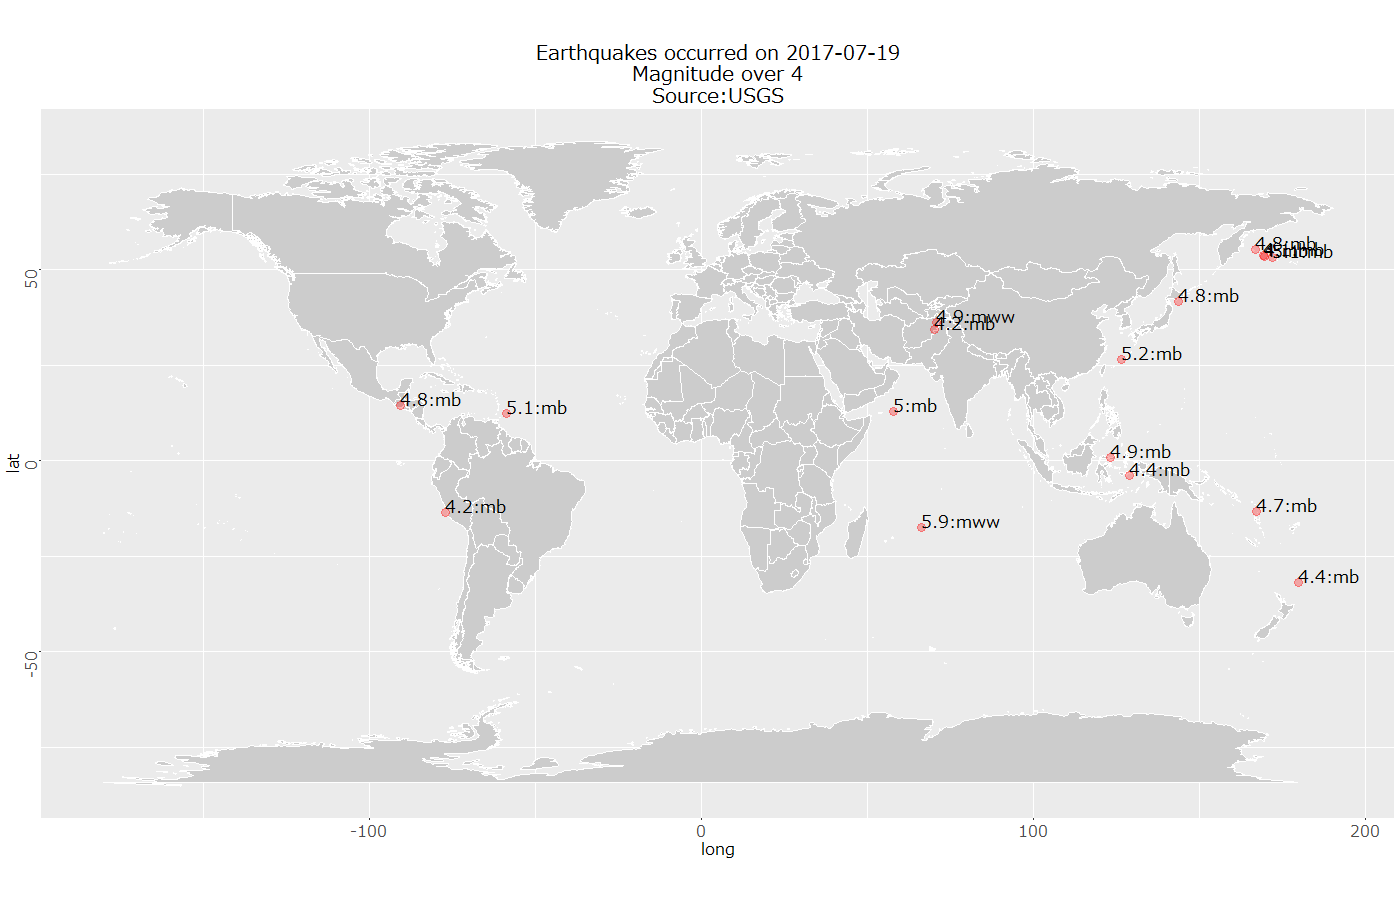 Earthquakes occurred on 2017-07-19
Magnitude over 4
Source:USGS
4.8:mb
4.8:mb
4.9:mww
4.2:mb
5.2:mb
4.8:mb
5.1:mb
5:mb
4.9:mb
4.4:mb
4.2:mb
4.7:mb
5.9:mww
4.4:mb
50
0
-50
lat
-100
0
100
200
long